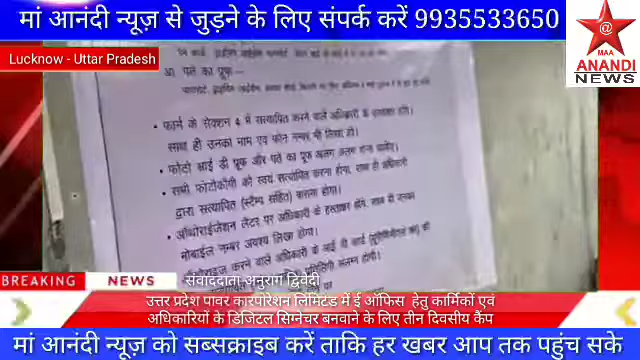 मां आनंदी न्यूज़ से जुड़ने के लिए संपर्क करें 9935533650
MAA
ANANDI
NEWS
Lucknow - Uttar Pradesh
पते का प्रूफ
• फार्म के सेक्शन 4 में सत्यापित करने वाले अधिकारी के हस्ताक्षर होंगे।
साथ ही उनका नाम एवं फोन नम्बर भी लिखा हो।
• फोटो आई डी प्रूफ और पते का प्रूफ अलग अलग होना चाहिए।
• सभी फोटोकॉपी को स्वयं सत्यापित करना होगा, साथ ही अधिकारी
द्वारा सत्यापित (स्टैम्प सहित) कराना होगा।
• ऑथोराईजेशन लेटर पर अधिकारी के हस्ताक्षर होंगे, साथ ही उनका
मोबाईल नम्बर अवश्य लिखा होगा।
करने वाले अधिकारी के आई डी कार्ड की
संलग्न होगी।
BREAKING NEWS
संवाददाता अनुराग द्विवेदी
उत्तर प्रदेश पावर कारपोरेशन लिमिटेड में ई ऑफिस हेतु कार्मिकों एवं
अधिकारियों के डिजिटल सिग्नेचर बनवाने के लिए तीन दिवसीय कैंप
मां आनंदी न्यूज़ को सब्सक्राइब करें ताकि हर खबर आप तक पहुंच सके